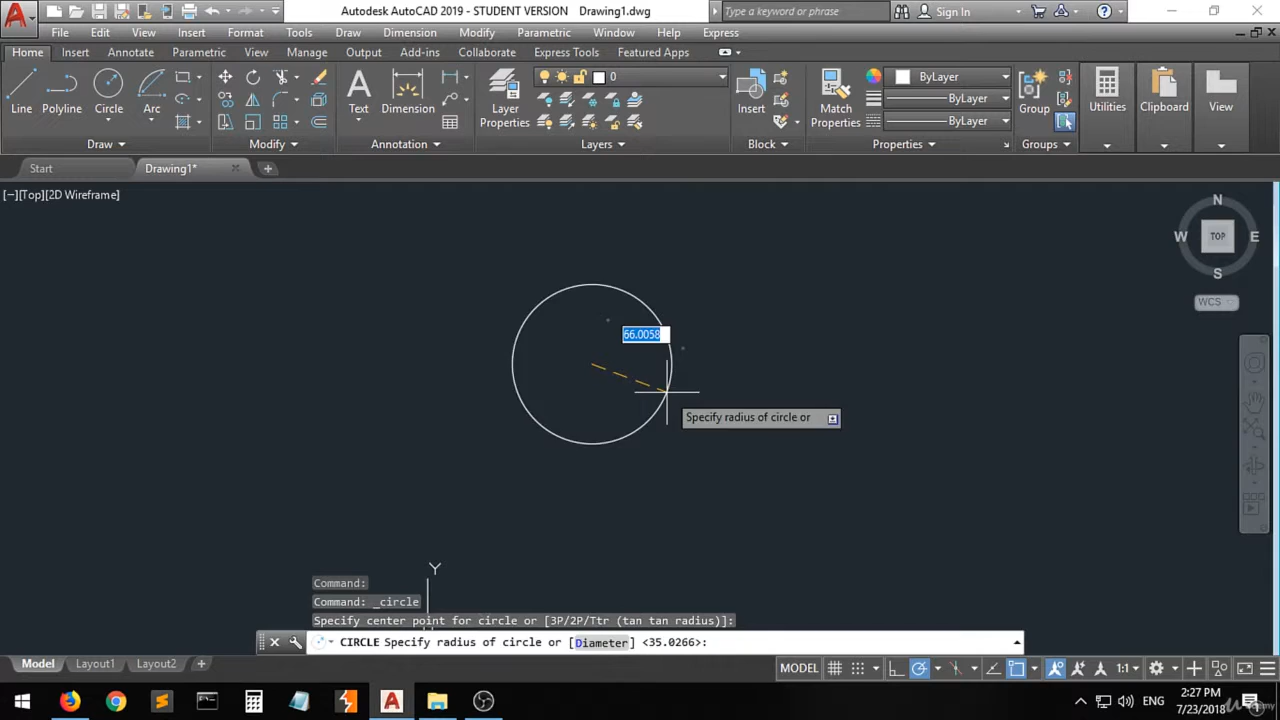 Autodesk AutoCAD 2019 - STUDENT VERSION Drawing1.dwg
Type a keyword or phrase
Sign In
File Edit View Insert Format Tools Draw Dimension Modify Parametric Window Help Express
Home Insert Annotate Parametric View Manage Output Add-ins Collaborate Express Tools Featured Apps
0
ByLayer
Line Polyline Circle Arc
Text Dimension
Layer Properties
Insert
Match Properties
ByLayer
ByLayer
Group
Utilities
Clipboard
View
Draw Modify Annotation Layers Block Properties Groups
Start Drawing1*
[–][Top][2D Wireframe]
N
W TOP E
S
WCS
66.0058
Specify radius of circle or
Y
Command:
Command: _circle
Specify center point for circle or [3P/2P/Ttr (tan tan radius)]:
CIRCLE Specify radius of circle or [Diameter] <35.0266>:
Model Layout1 Layout2
MODEL
1:1
ENG
2:27 PM
7/23/2018